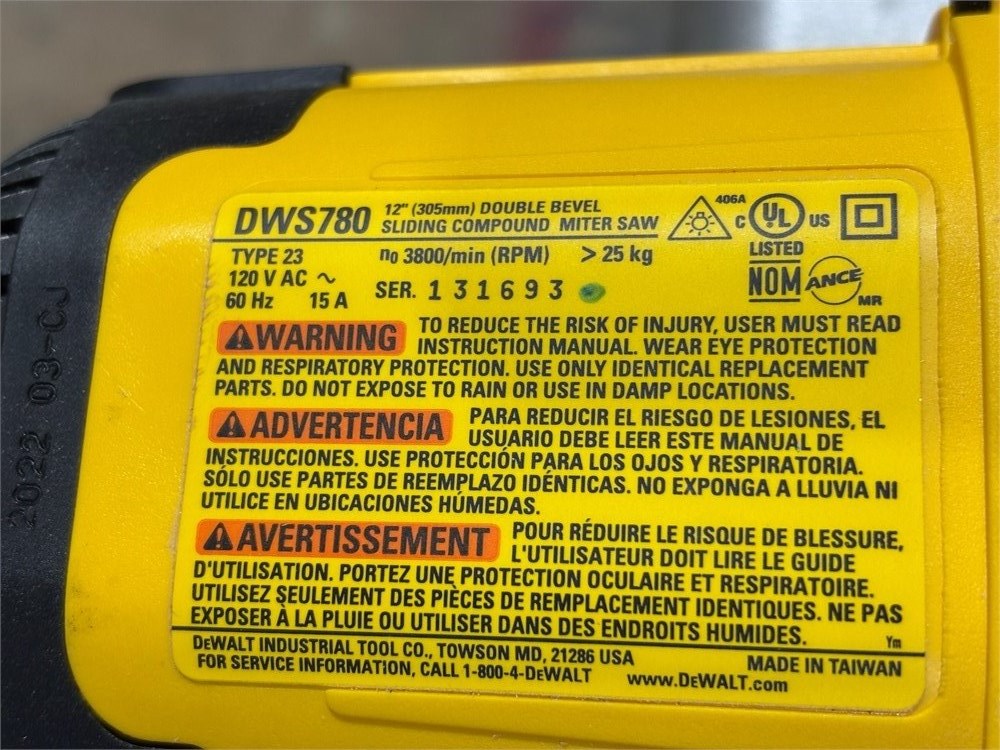 DWS780 12" (305mm) DOUBLE BEVEL
SLIDING COMPOUND MITER SAW
406A
C UL US
LISTED
TYPE 23
n0 3800/min (RPM) > 25 kg
120 V AC ~
60 Hz 15 A
SER. 131693
NOM ANCE
MR
WARNING TO REDUCE THE RISK OF INJURY, USER MUST READ
INSTRUCTION MANUAL. WEAR EYE PROTECTION
AND RESPIRATORY PROTECTION. USE ONLY IDENTICAL REPLACEMENT
PARTS. DO NOT EXPOSE TO RAIN OR USE IN DAMP LOCATIONS.
ADVERTENCIA PARA REDUCIR EL RIESGO DE LESIONES, EL
USUARIO DEBE LEER ESTE MANUAL DE
INSTRUCCIONES. USE PROTECCIÓN PARA LOS OJOS Y RESPIRATORIA.
SÓLO USE PARTES DE REEMPLAZO IDÉNTICAS. NO EXPONGA A LLUVIA NI
UTILICE EN UBICACIONES HÚMEDAS.
AVERTISSEMENT POUR RÉDUIRE LE RISQUE DE BLESSURE,
L'UTILISATEUR DOIT LIRE LE GUIDE
D'UTILISATION. PORTEZ UNE PROTECTION OCULAIRE ET RESPIRATOIRE.
UTILISEZ SEULEMENT DES PIÈCES DE REMPLACEMENT IDENTIQUES. NE PAS
EXPOSER À LA PLUIE OU UTILISER DANS DES ENDROITS HUMIDES.
Ym
DEWALT INDUSTRIAL TOOL CO., TOWSON MD, 21286 USA
FOR SERVICE INFORMATION, CALL 1-800-4-DEWALT www.DEWALT.com
MADE IN TAIWAN
2022 03-CJ